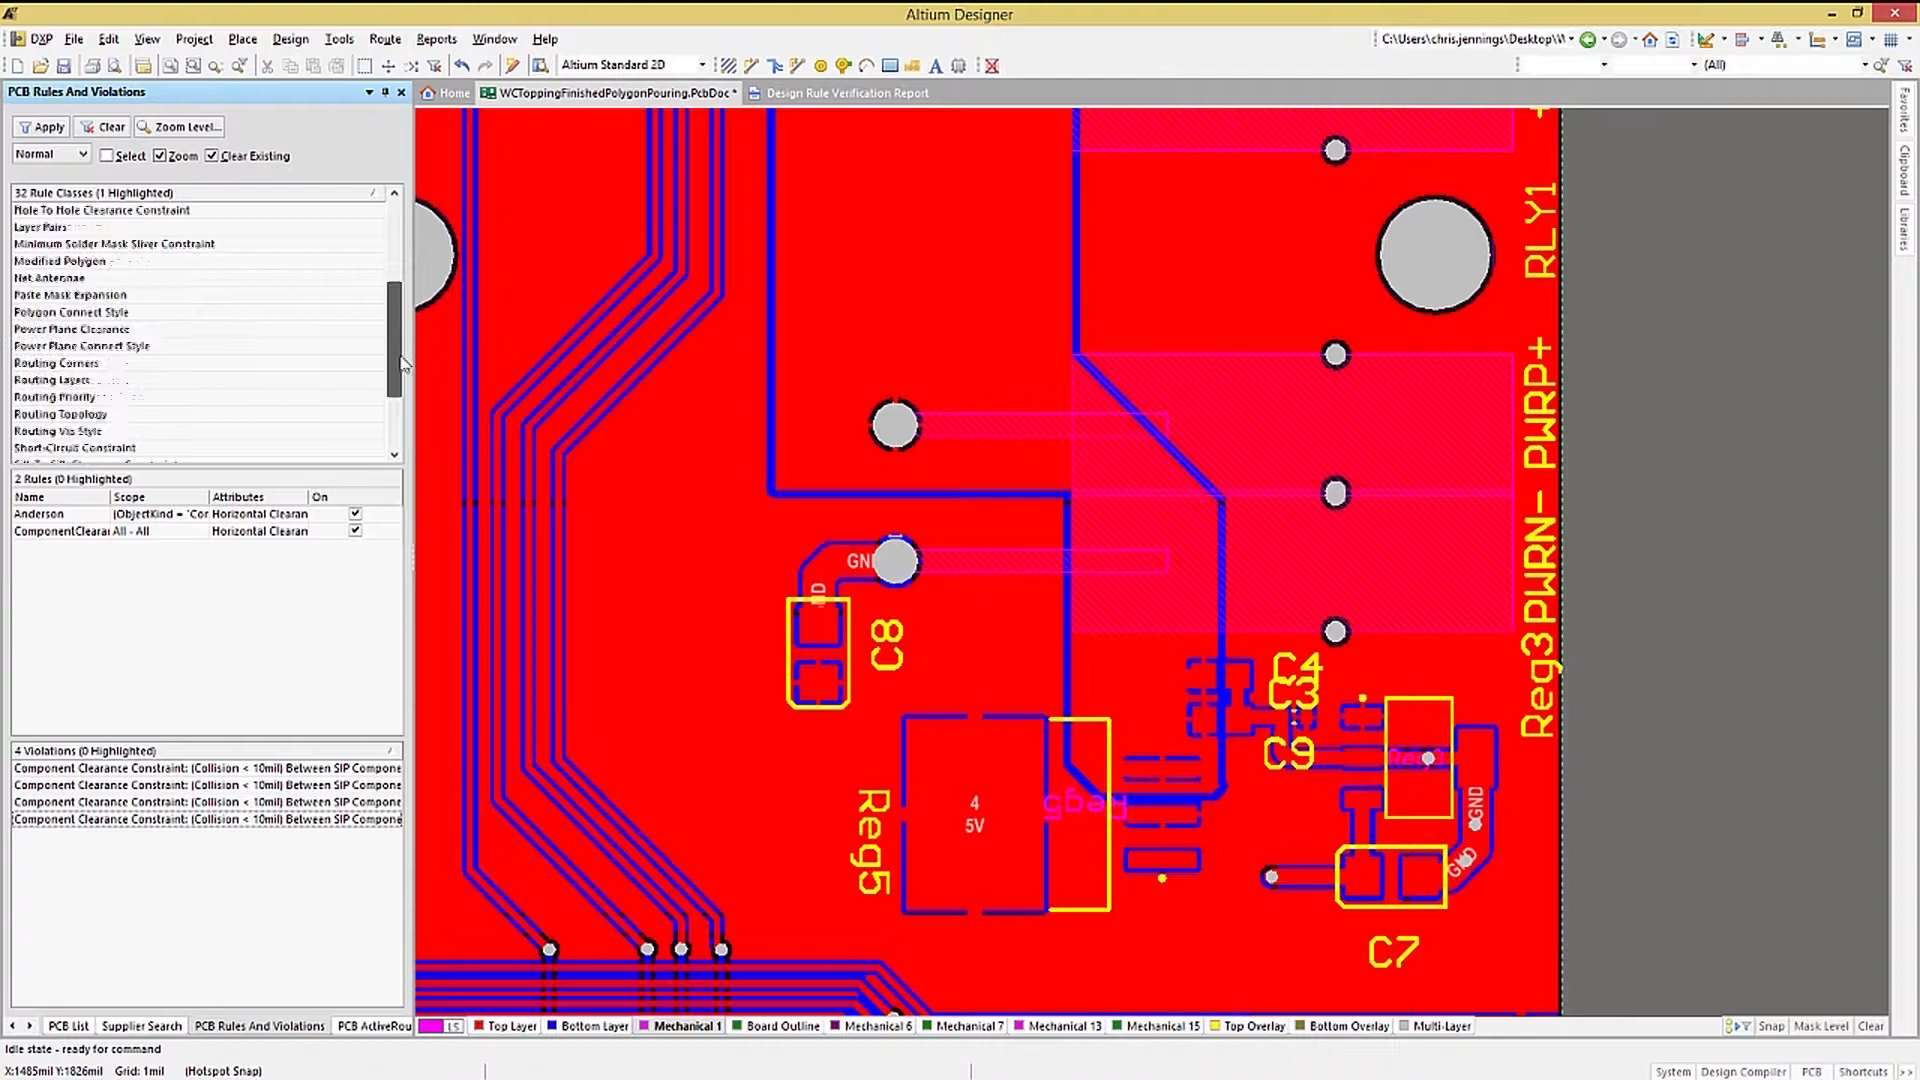 Altium Designer
DXP File Edit View Project Place Design Tools Route Reports Window Help
C:\Users\chris.jennings\Desktop\\
Altium Standard 2D
(All)
PCB Rules And Violations
Home
WCToppingFinishedPolygonPouring.PcbDoc *
Design Rule Verification Report
Apply Clear Zoom Level...
Normal Select Zoom Clear Existing
32 Rule Classes (1 Highlighted)
Hole To Hole Clearance Constraint
Layer Pairs
Minimum Solder Mask Sliver Constraint
Modified Polygon
Net Antennae
Paste Mask Expansion
Polygon Connect Style
Power Plane Clearance
Power Plane Connect Style
Routing Corners
Routing Layers
Routing Priority
Routing Topology
Routing Via Style
Short-Circuit Constraint
2 Rules (0 Highlighted)
Name Scope Attributes On
Anderson (ObjectKind = 'Cor Horizontal Clearan
ComponentClearai All - All Horizontal Clearan
4 Violations (0 Highlighted)
Component Clearance Constraint: (Collision < 10mil) Between SIP Compone
Component Clearance Constraint: (Collision < 10mil) Between SIP Compone
Component Clearance Constraint: (Collision < 10mil) Between SIP Compone
Component Clearance Constraint: (Collision < 10mil) Between SIP Compone
RLY1
PWRP+
PWRN-
Reg3
GND
C8
C4
C3
C9
4
5V
Reg5
Reg5
GND
GND
C7
Favorites
Clipboard
Libraries
PCB List Supplier Search PCB Rules And Violations PCB ActiveRou
LS Top Layer Bottom Layer Mechanical 1 Board Outline Mechanical 6 Mechanical 7 Mechanical 13 Mechanical 15 Top Overlay Bottom Overlay Multi-Layer
Snap Mask Level Clear
Idle state - ready for command
X:1485mil Y:1826mil Grid: 1mil (Hotspot Snap)
System Design Compiler PCB Shortcuts >>